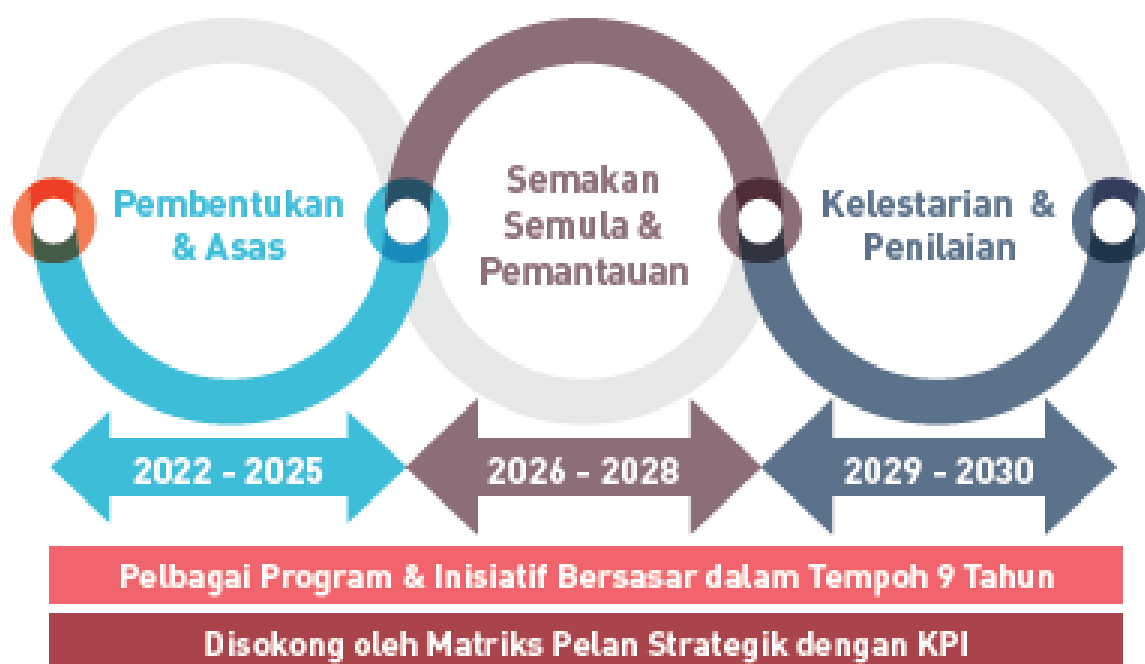 Pembentukan
& Asas
Semakan
Semula &
Pemantauan
Kelestarian &
Penilaian
2022 - 2025
2026 - 2028
2029 - 2030
Pelbagai Program & Inisiatif Bersasar dalam Tempoh 9 Tahun
Disokong oleh Matriks Pelan Strategik dengan KPI